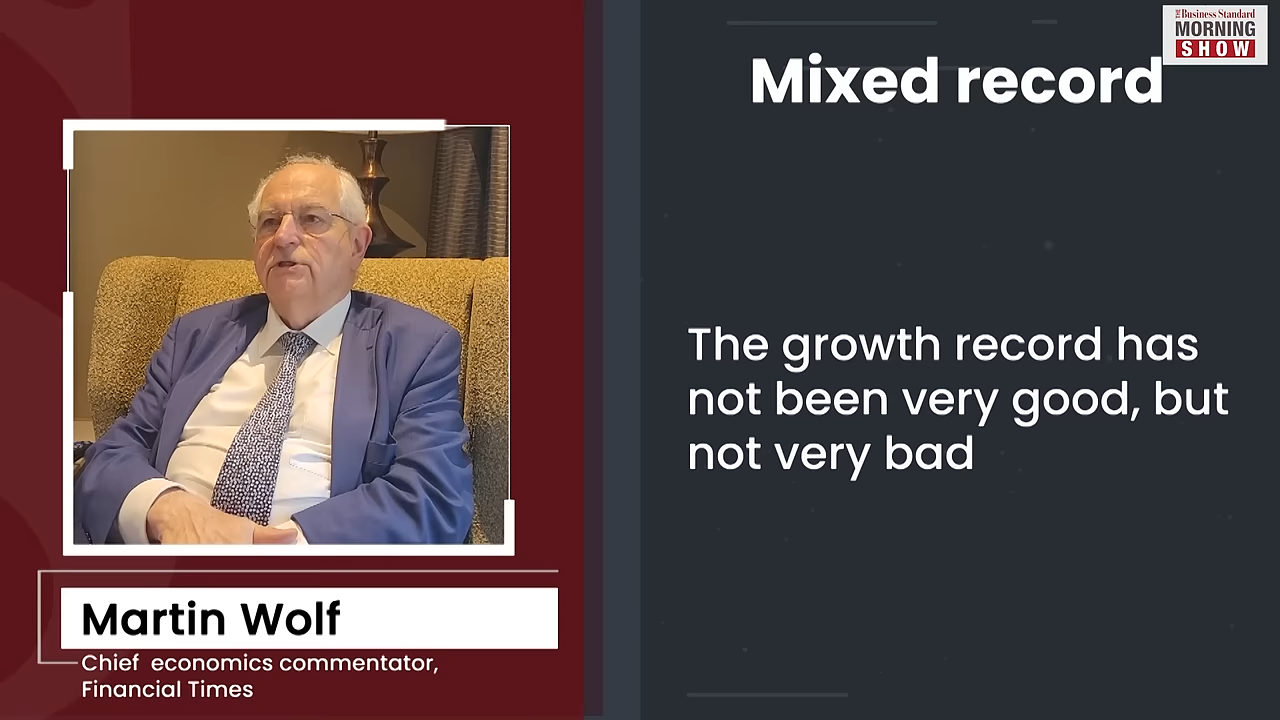 THE Business Standard
MORNING
SHOW
Mixed record
The growth record has
not been very good, but
not very bad
Martin Wolf
Chief  economics commentator,
Financial Times